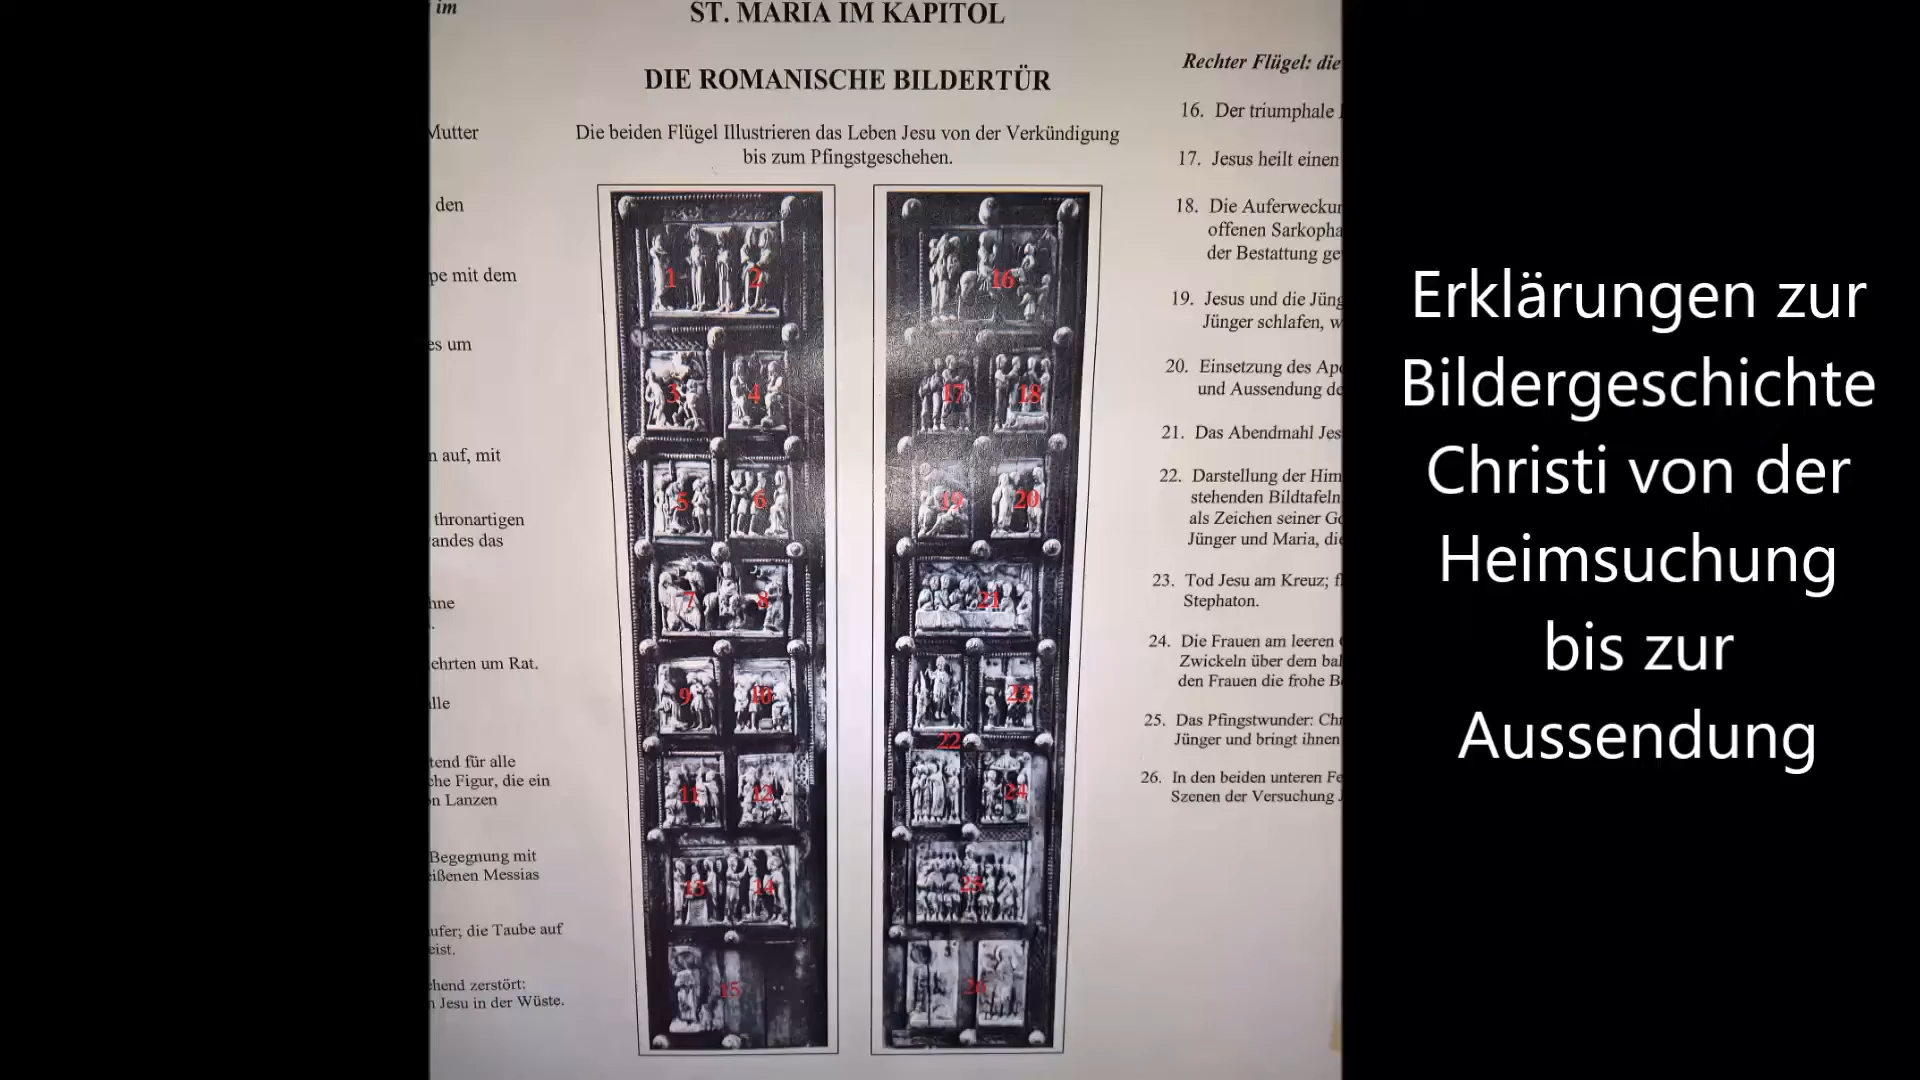 im
Mutter
den
pe mit dem
es um
n auf, mit
thronartigen
andes das
hne
ehrten um Rat.
lle
tend für alle
che Figur, die ein
n Lanzen
Begegnung mit
ißenen Messias
ufer; die Taube auf
eist.
hend zerstört:
n Jesu in der Wüste.
ST. MARIA IM KAPITOL
DIE ROMANISCHE BILDERTÜR
Die beiden Flügel Illustrieren das Leben Jesu von der Verkündigung
bis zum Pfingstgeschehen.
1 2
3 4
5 6
7 8
9 10
11 12
13 14
15
16
17 18
19 20
21
23
22
24
25
26
Rechter Flügel: die
16. Der triumphale
17. Jesus heilt einen
18. Die Auferweckun
offenen Sarkopha
der Bestattung ge
19. Jesus und die Jüng
Jünger schlafen, w
20. Einsetzung des Apo
und Aussendung de
21. Das Abendmahl Jes
22. Darstellung der Him
stehenden Bildtafeln
als Zeichen seiner Go
Jünger und Maria, die
23. Tod Jesu am Kreuz; f
Stephaton.
24. Die Frauen am leeren
Zwickeln über dem bal
den Frauen die frohe B
25. Das Pfingstwunder: Chr
Jünger und bringt ihnen
26. In den beiden unteren Fe
Szenen der Versuchung J
Erklärungen zur
Bildergeschichte
Christi von der
Heimsuchung
bis zur
Aussendung